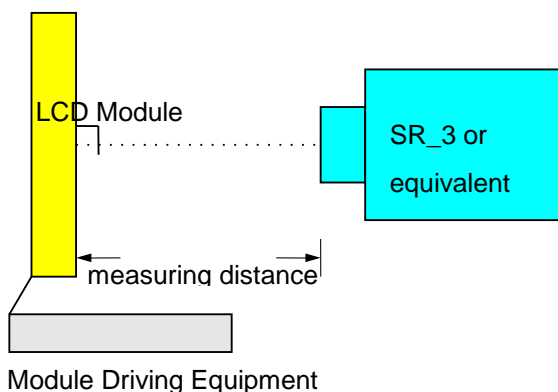 LCD Module
SR_3 or
equivalent
measuring distance
Module Driving Equipment